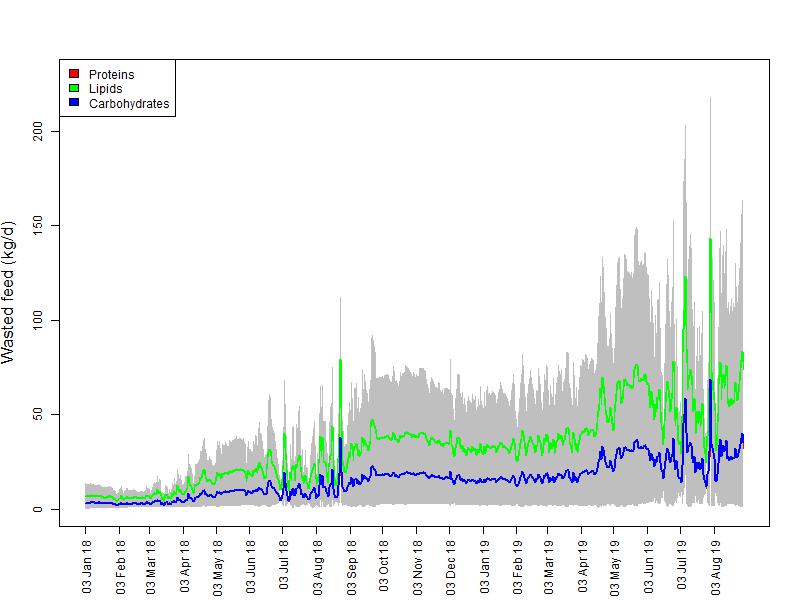 Proteins
Lipids
Carbohydrates
Wasted feed (kg/d)
200
150
100
50
0
03 Jan 18
03 Feb 18
03 Mar 18
03 Apr 18
03 May 18
03 Jun 18
03 Jul 18
03 Aug 18
03 Sep 18
03 Oct 18
03 Nov 18
03 Dec 18
03 Jan 19
03 Feb 19
03 Mar 19
03 Apr 19
03 May 19
03 Jun 19
03 Jul 19
03 Aug 19